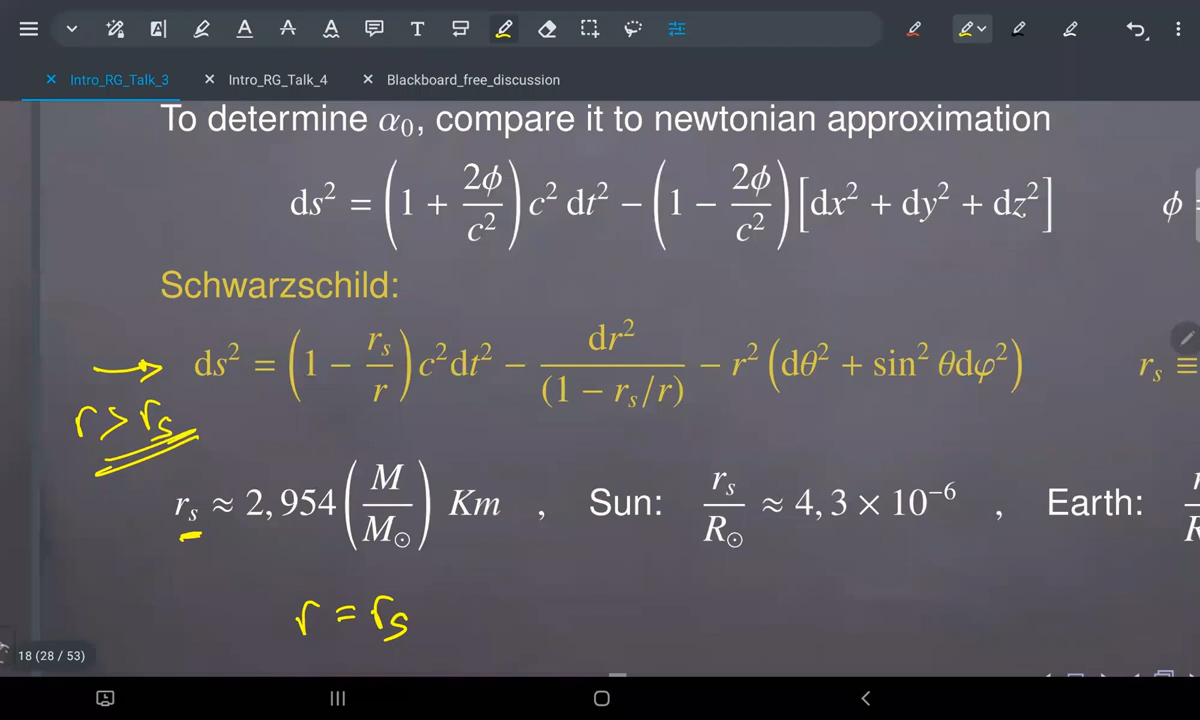 Intro_RG_Talk_3 Intro_RG_Talk_4 Blackboard_free_discussion
To determine α₀, compare it to newtonian approximation
ds² = (1 + 2ϕ/c²) c² dt² − (1 − 2ϕ/c²) [dx² + dy² + dz²] ϕ =
Schwarzschild:
ds² = (1 − rₛ/r) c²dt² − dr²/(1 − rₛ/r) − r² (dθ² + sin² θdφ²) rₛ ≡
r > rₛ
rₛ ≈ 2,954 (M/M☉) Km , Sun: rₛ/R☉ ≈ 4,3 × 10⁻⁶ , Earth:
r = rₛ
18 (28 / 53)